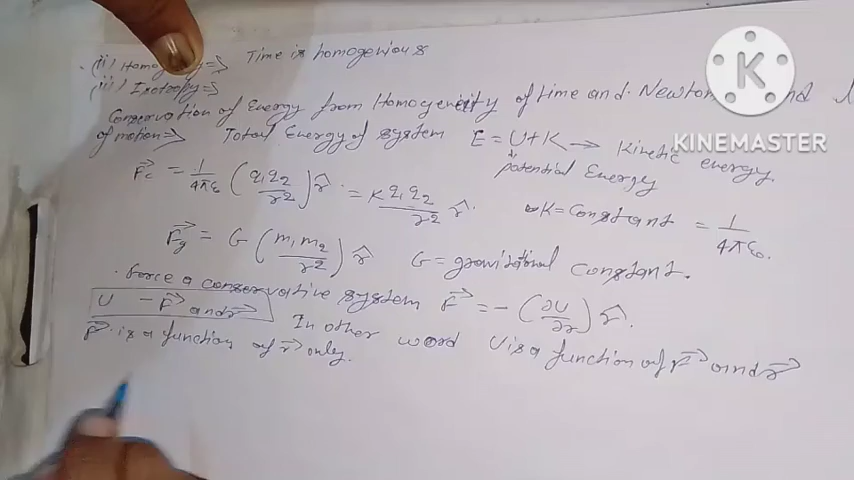 (ii) Homog => Time is homogenious
(iii) Isotropy =>
Conservation of Energy from Homogeneity of time and Newton nd
of motion => Total Energy of system E = U+K → Kinetic energy.
potential Energy
F⃗c = 1/4πε₀ (q₁q₂/r²) r̂ = K q₁q₂/r² r̂. K = Constant = 1/4πε₀.
F⃗g = G (m₁m₂/r²) r̂ G = gravitational constant.
force a conservative system F⃗ = - (∂U/∂r) r̂.
U - F⃗ and r⃗ In other word U is a function of r⃗ and r⃗
F⃗ is a function of r⃗ only.
K
KINEMASTER